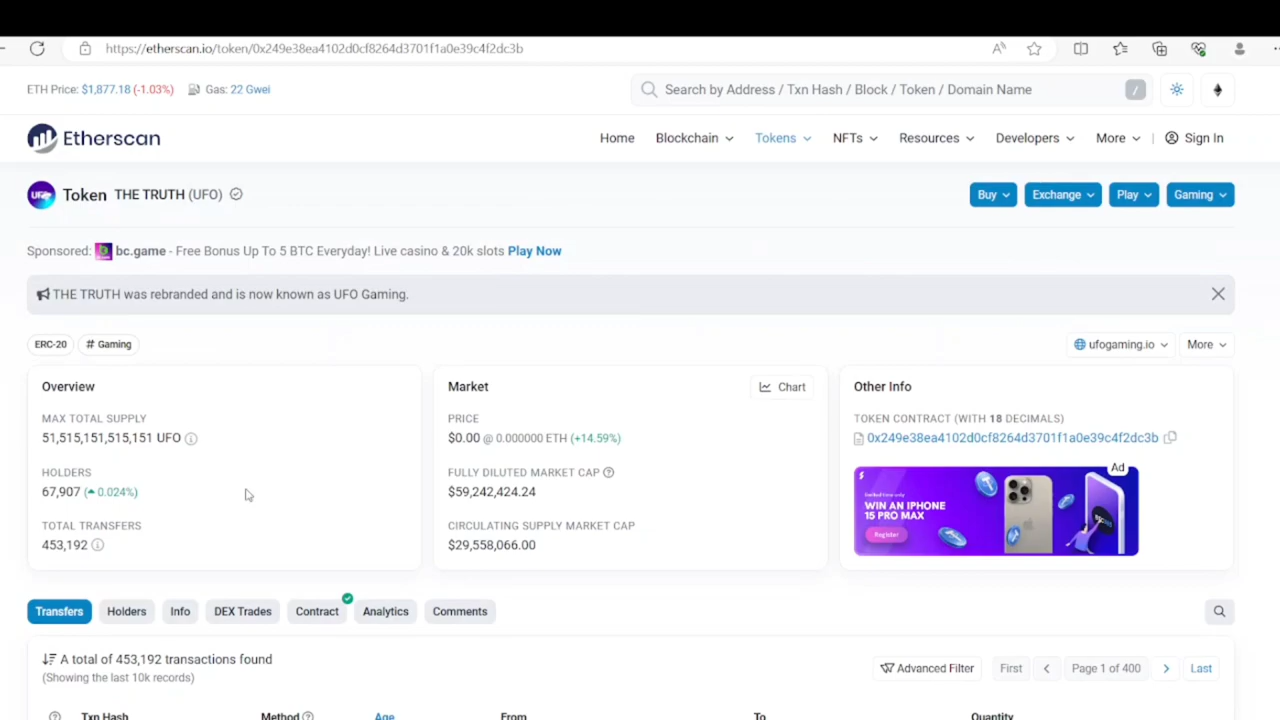 https://etherscan.io/token/0x249e38ea4102d0cf8264d3701f1a0e39c4f2dc3b
ETH Price: $1,877.18 (-1.03%) Gas: 22 Gwei
Search by Address / Txn Hash / Block / Token / Domain Name /
Etherscan
Home Blockchain Tokens NFTs Resources Developers More | Sign In
UFO Token THE TRUTH (UFO)
Buy Exchange Play Gaming
Sponsored: bc.game - Free Bonus Up To 5 BTC Everyday! Live casino & 20k slots Play Now
THE TRUTH was rebranded and is now known as UFO Gaming.
ERC-20 # Gaming
ufogaming.io More
Overview
MAX TOTAL SUPPLY
51,515,151,515,151 UFO
HOLDERS
67,907 (0.024%)
TOTAL TRANSFERS
453,192
Market
Chart
PRICE
$0.00 @ 0.000000 ETH (+14.59%)
FULLY DILUTED MARKET CAP
$59,242,424.24
CIRCULATING SUPPLY MARKET CAP
$29,558,066.00
Other Info
TOKEN CONTRACT (WITH 18 DECIMALS)
0x249e38ea4102d0cf8264d3701f1a0e39c4f2dc3b
Ad
WIN AN IPHONE
15 PRO MAX
Register
Transfers Holders Info DEX Trades Contract Analytics Comments
A total of 453,192 transactions found
(Showing the last 10k records)
Advanced Filter First Page 1 of 400 Last
Txn Hash Method Age From To Quantity